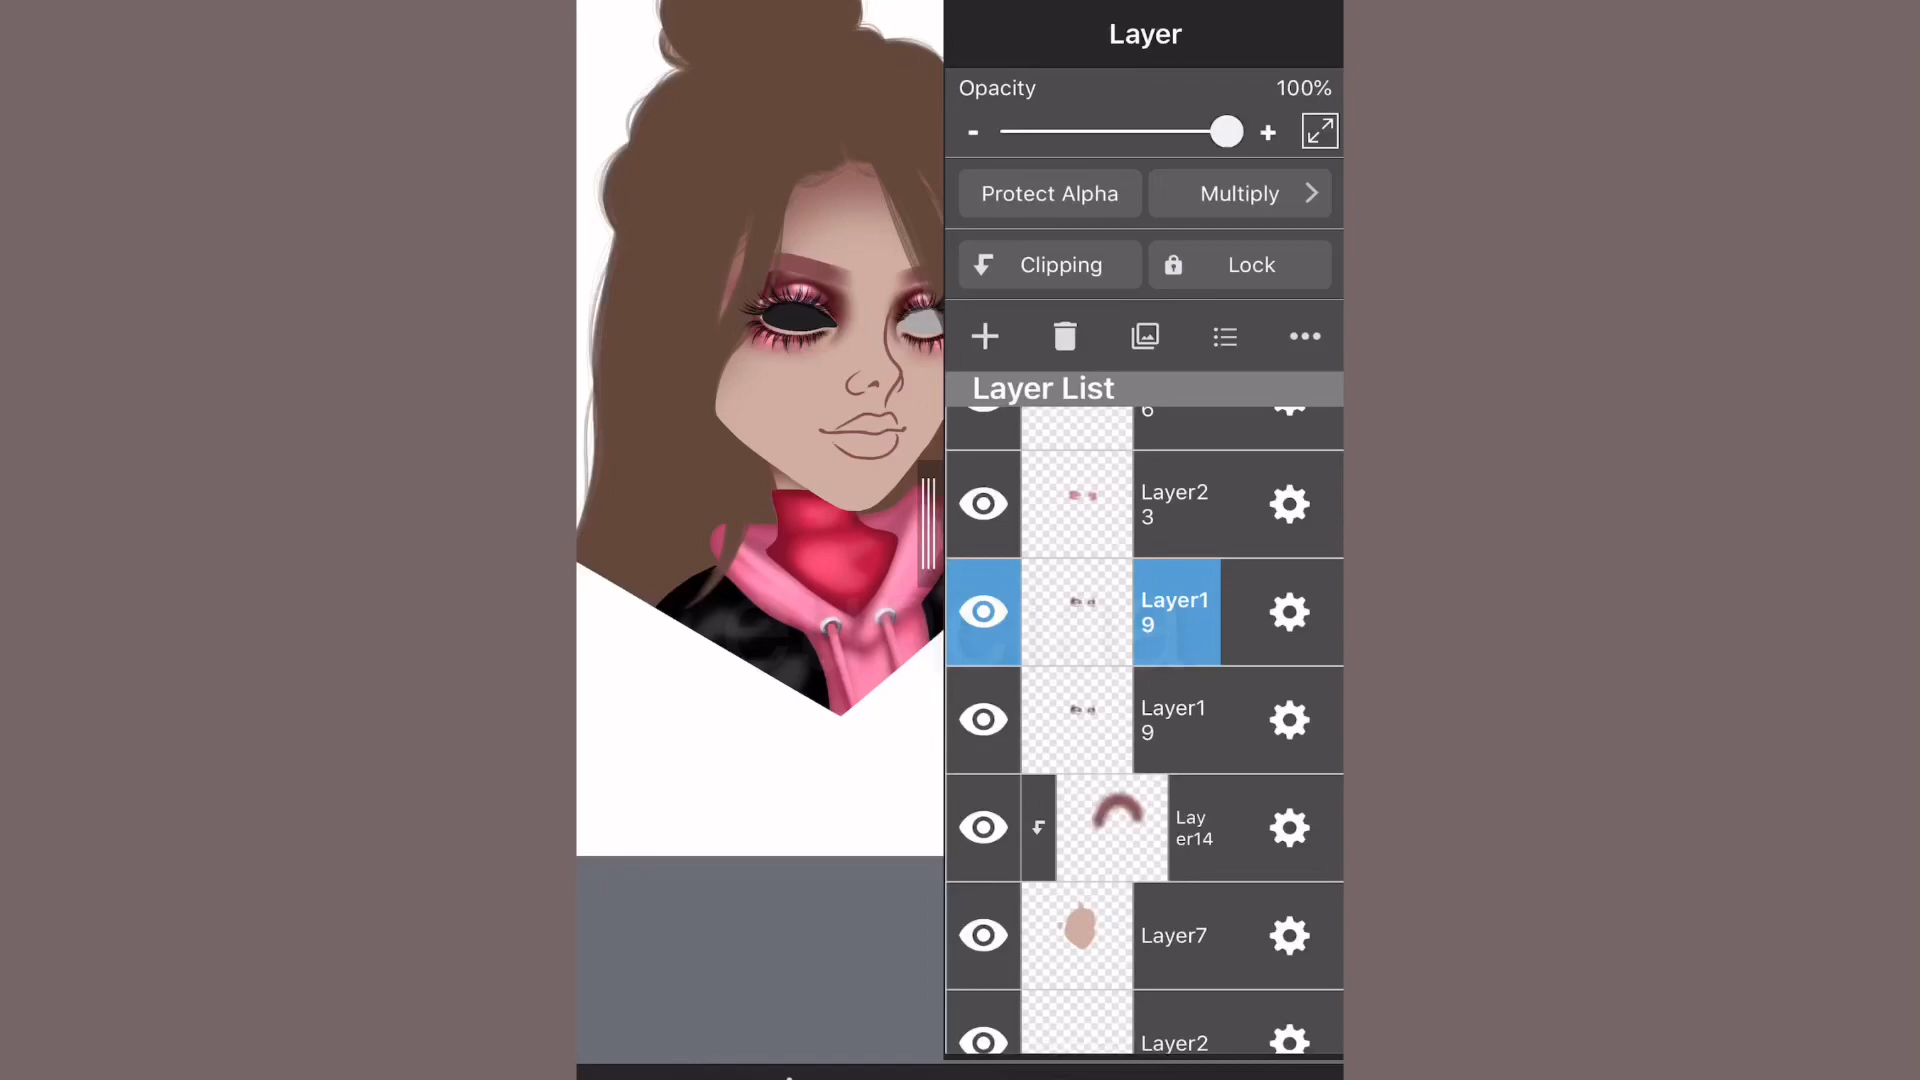 Layer
Opacity 100%
- +
Protect Alpha Multiply
Clipping Lock
Layer List
6
Layer2
3
Layer1
9
Layer1
9
Lay
er14
Layer7
Layer2